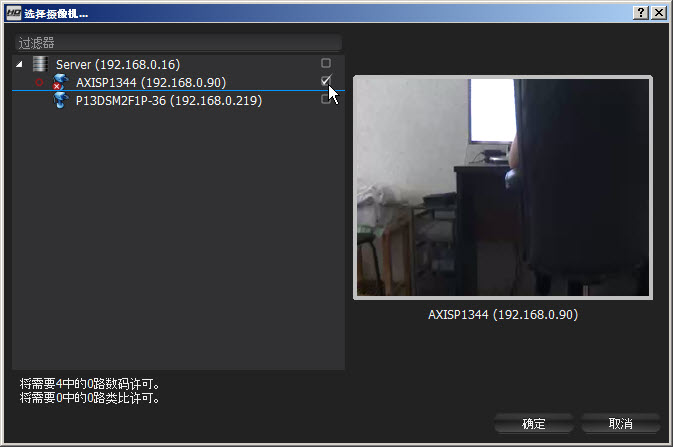 HD 选择摄像机...
过滤器
Server (192.168.0.16)
AXISP1344 (192.168.0.90)
P13DSM2F1P-36 (192.168.0.219)
AXISP1344 (192.168.0.90)
将需要4中的0路数码许可。
将需要0中的0路类比许可。
确定 取消